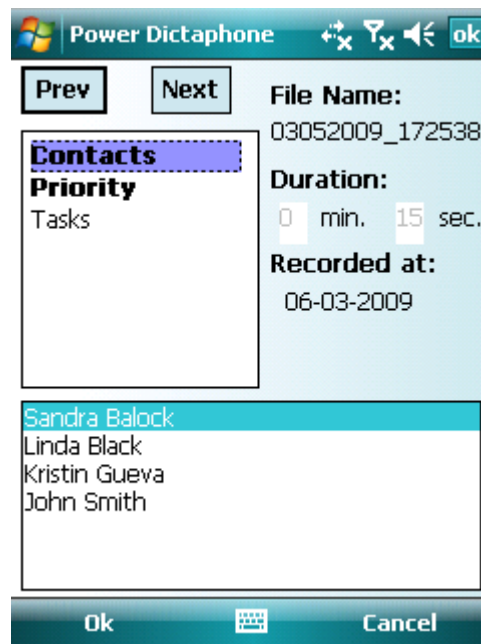 Power Dictaphone
ok
Prev
Next
File Name:
03052009_172538
Contacts
Priority
Tasks
Duration:
0 min. 15 sec.
Recorded at:
06-03-2009
Sandra Balock
Linda Black
Kristin Gueva
John Smith
Ok
Cancel